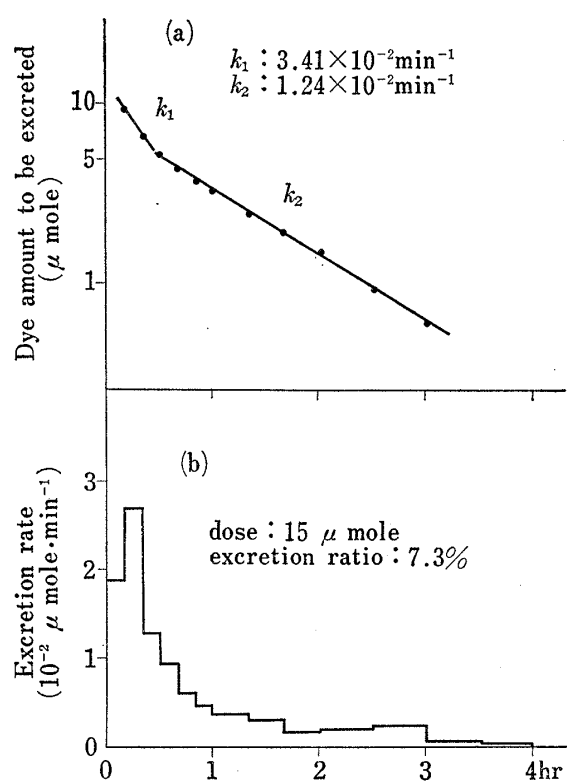 (a)
k₁ : 3.41×10⁻²min⁻¹
k₂ : 1.24×10⁻²min⁻¹
Dye amount to be excreted
(μ mole)
10
5
1
k₁
k₂
(b)
dose : 15 μ mole
excretion ratio : 7.3%
Excretion rate
(10⁻² μ mole·min⁻¹)
3
2
1
0
0 1 2 3 4hr